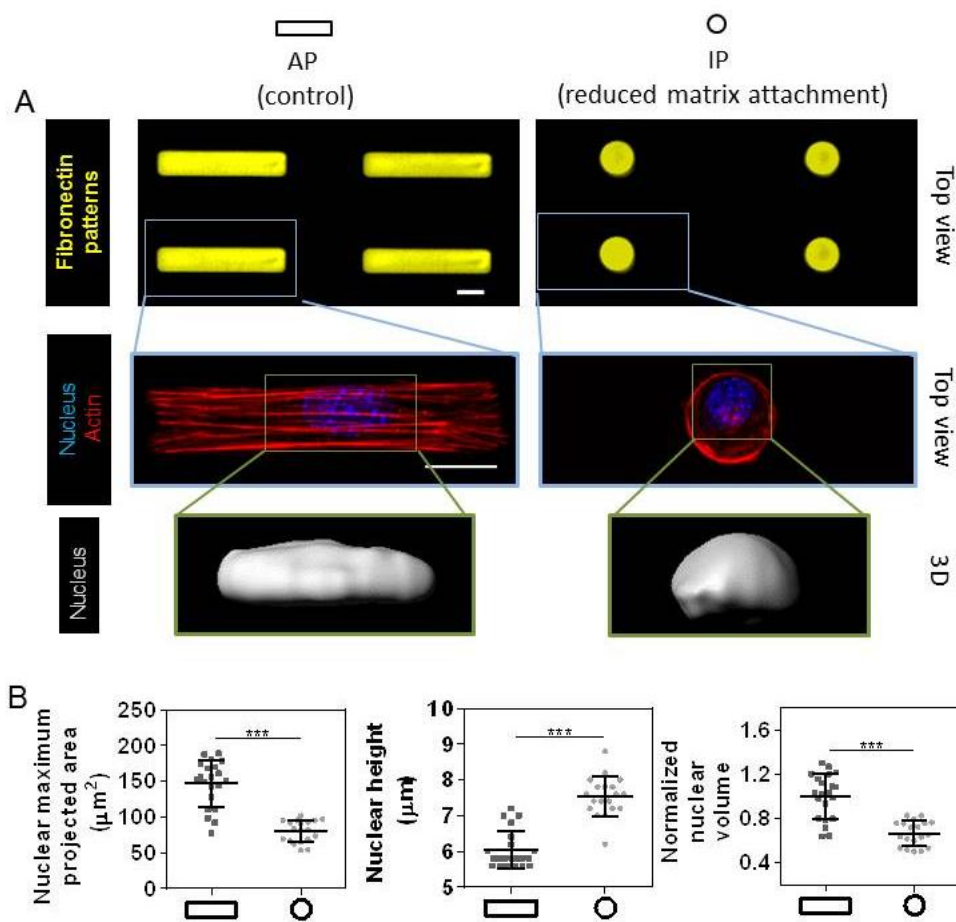 AP
(control)
IP
(reduced matrix attachment)
A
Fibronectin
patterns
Top view
Nucleus
Actin
Top view
Nucleus
3D
B
Nuclear maximum
projected area
(μm²)
250
200
150
100
50
0
***
Nuclear height
(μm)
10
9
8
7
6
5
***
Normalized
nuclear
volume
1.6
1.2
0.8
0.4
***